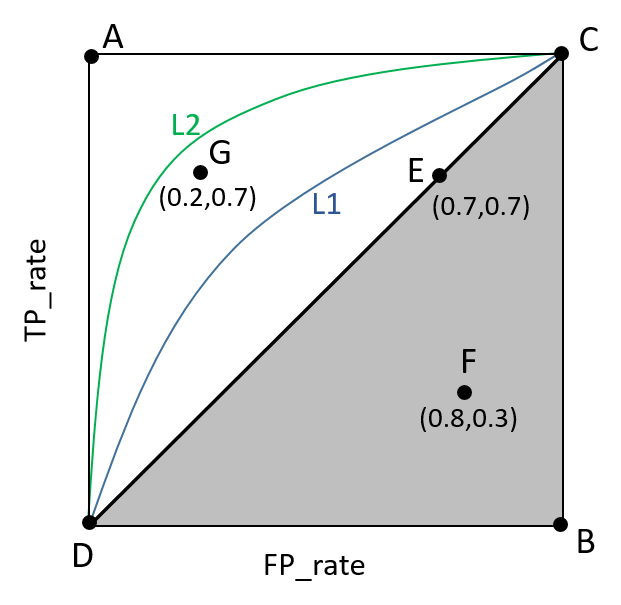 A
C
L2
G
(0.2,0.7)
E
(0.7,0.7)
L1
TP_rate
F
(0.8,0.3)
D
FP_rate
B